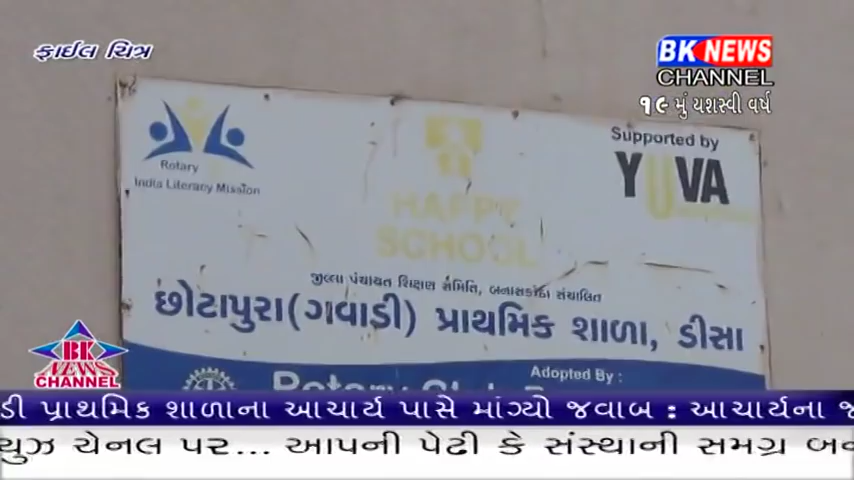 ફાઈલ ચિત્ર
BK NEWS
CHANNEL
૧૯ મું યશસ્વી વર્ષ
Rotary
India Literacy Mission
HAPPY
SCHOOL
Supported by
YUVA
જીલ્લા પંચાયત શિક્ષણ સમિતિ, બનાસકાંઠા સંચાલિત
છોટાપુરા(ગવાડી) પ્રાથમિક શાળા, ડીસા
Adopted By :
BK
NEWS
CHANNEL
ડી પ્રાથમિક શાળાના આચાર્ય પાસે માંગ્યો જવાબ : આચાર્યના
યુઝ ચેનલ પર... આપની પેઢી કે સંસ્થાની સમગ્ર